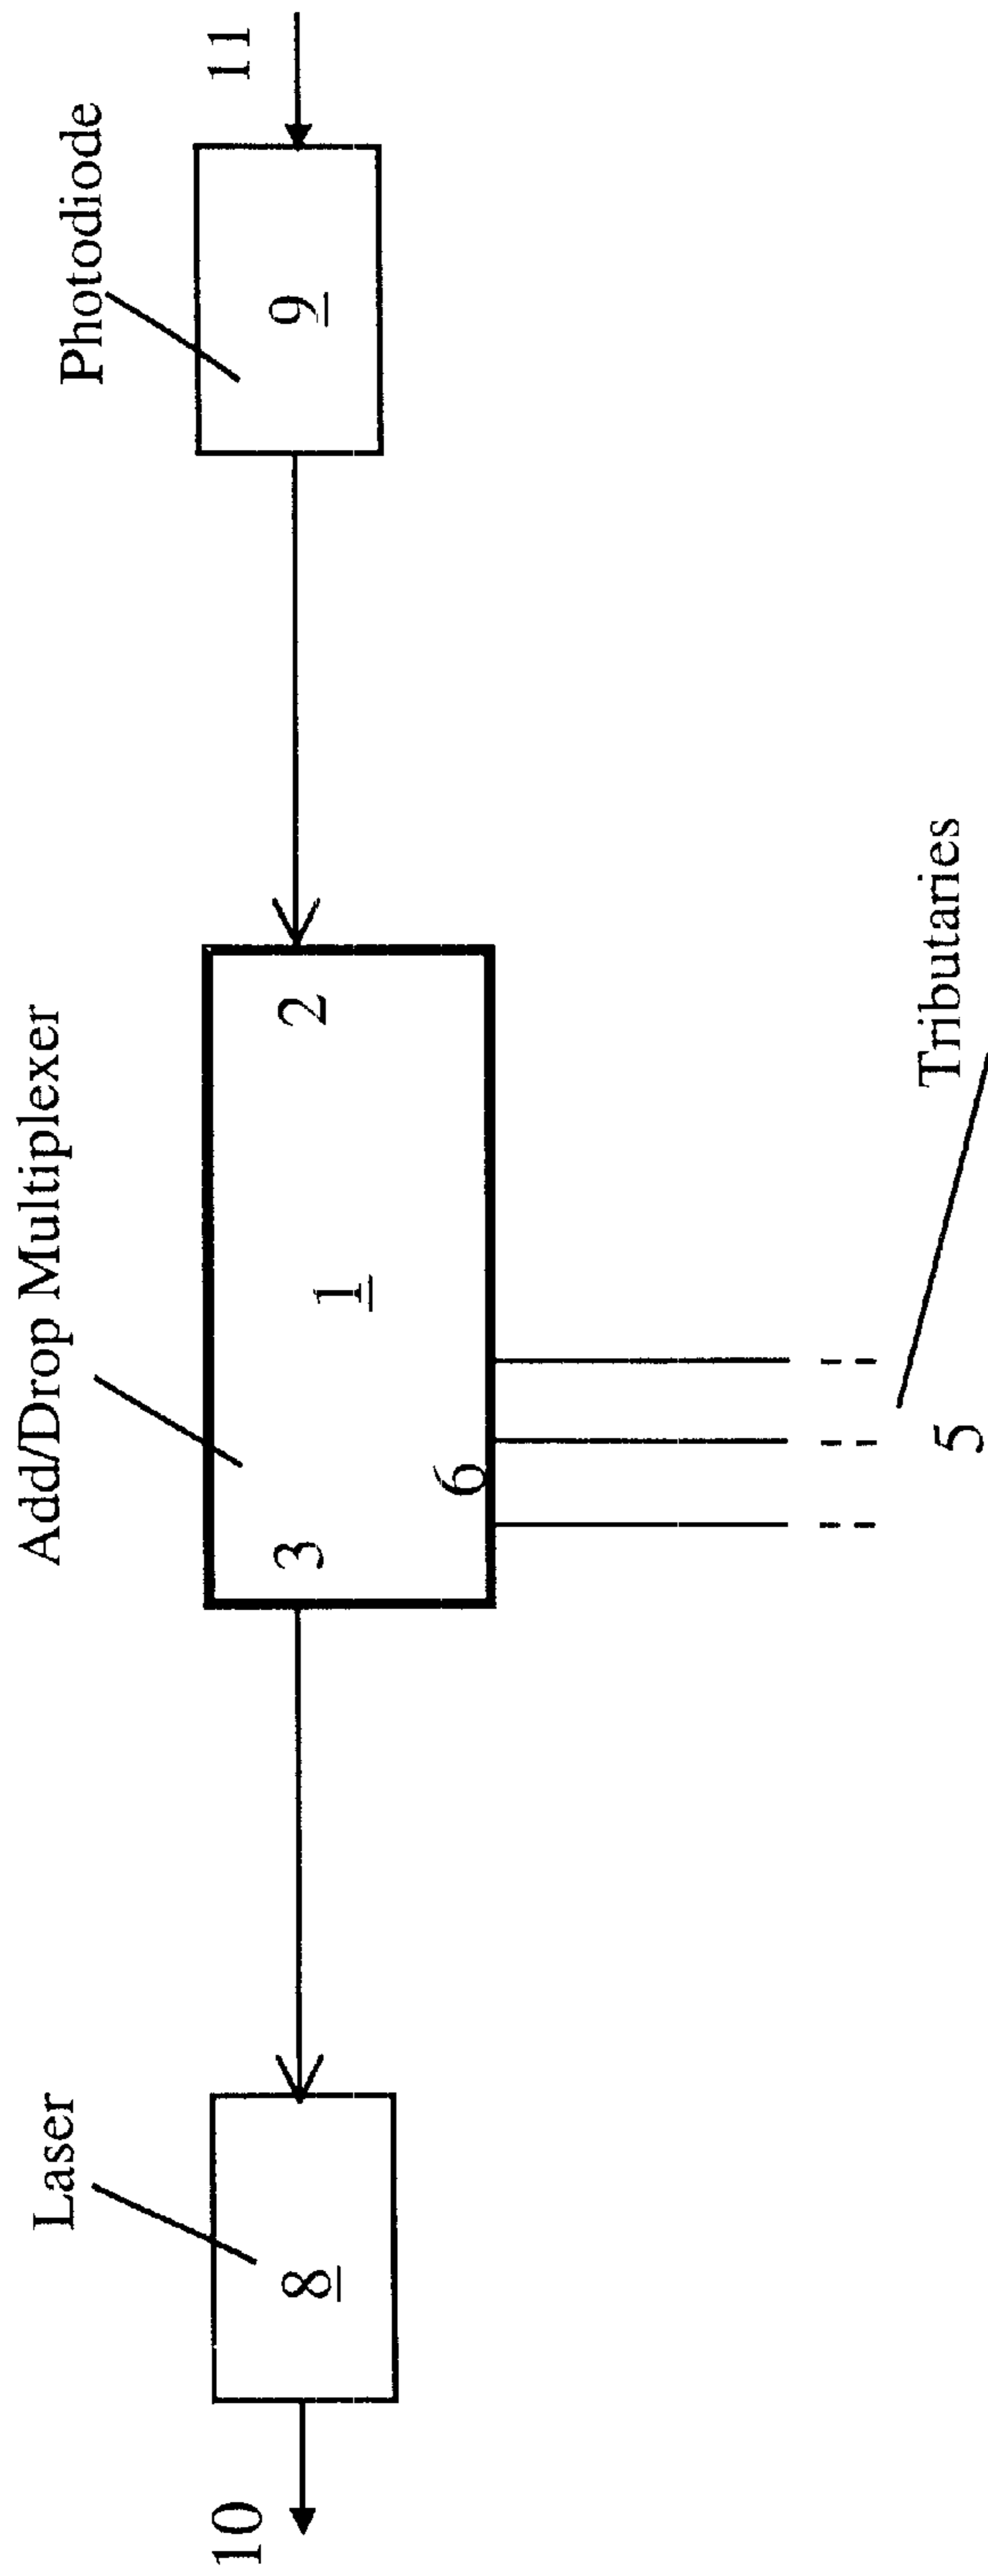 Laser
Add/Drop Multiplexer
Photodiode
10
8
3
1
2
9
11
6
5
Tributaries